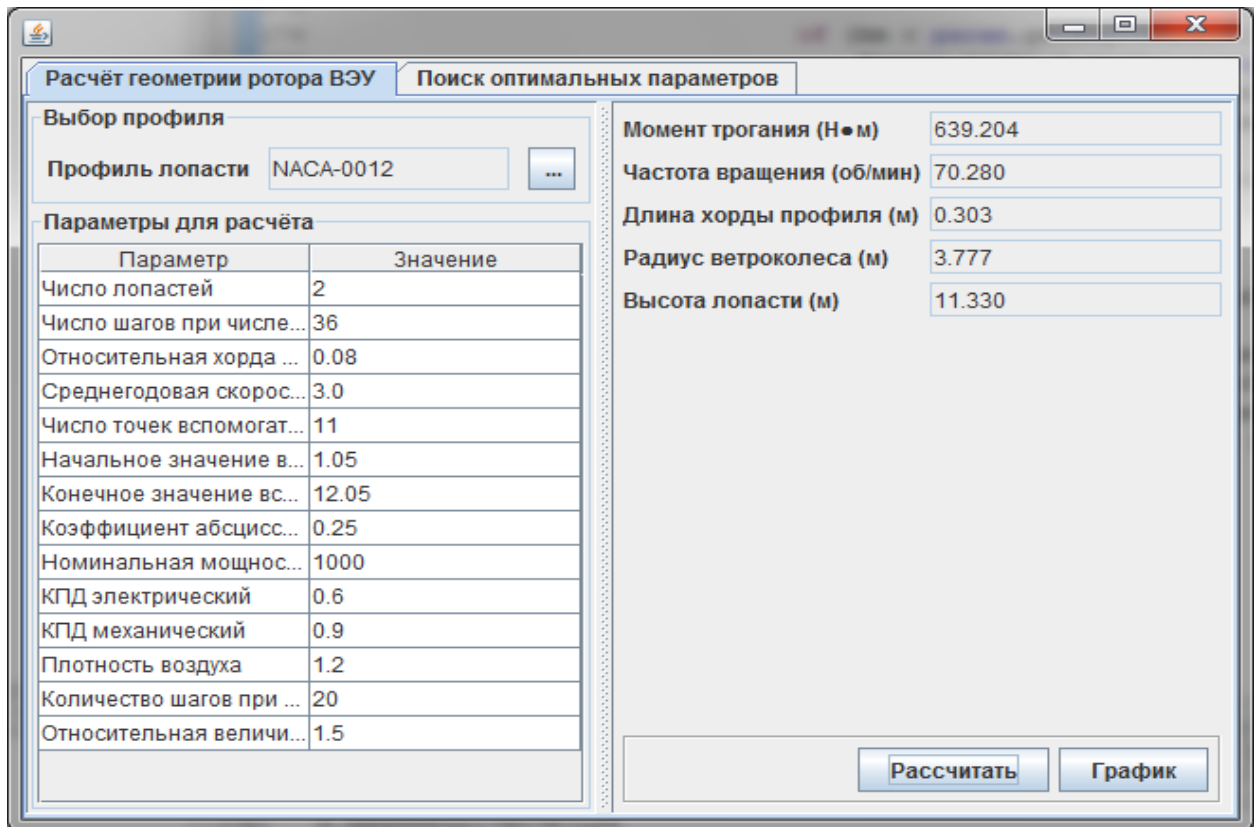 Расчёт геометрии ротора ВЭУ Поиск оптимальных параметров
Выбор профиля
Профиль лопасти NACA-0012 ...
Параметры для расчёта
Параметр Значение
Число лопастей 2
Число шагов при числе... 36
Относительная хорда ... 0.08
Среднегодовая скорос... 3.0
Число точек вспомогат... 11
Начальное значение в... 1.05
Конечное значение вс... 12.05
Коэффициент абсцисс... 0.25
Номинальная мощнос... 1000
КПД электрический 0.6
КПД механический 0.9
Плотность воздуха 1.2
Количество шагов при ... 20
Относительная величи... 1.5
Момент трогания (Н●м) 639.204
Частота вращения (об/мин) 70.280
Длина хорды профиля (м) 0.303
Радиус ветроколеса (м) 3.777
Высота лопасти (м) 11.330
Рассчитать График